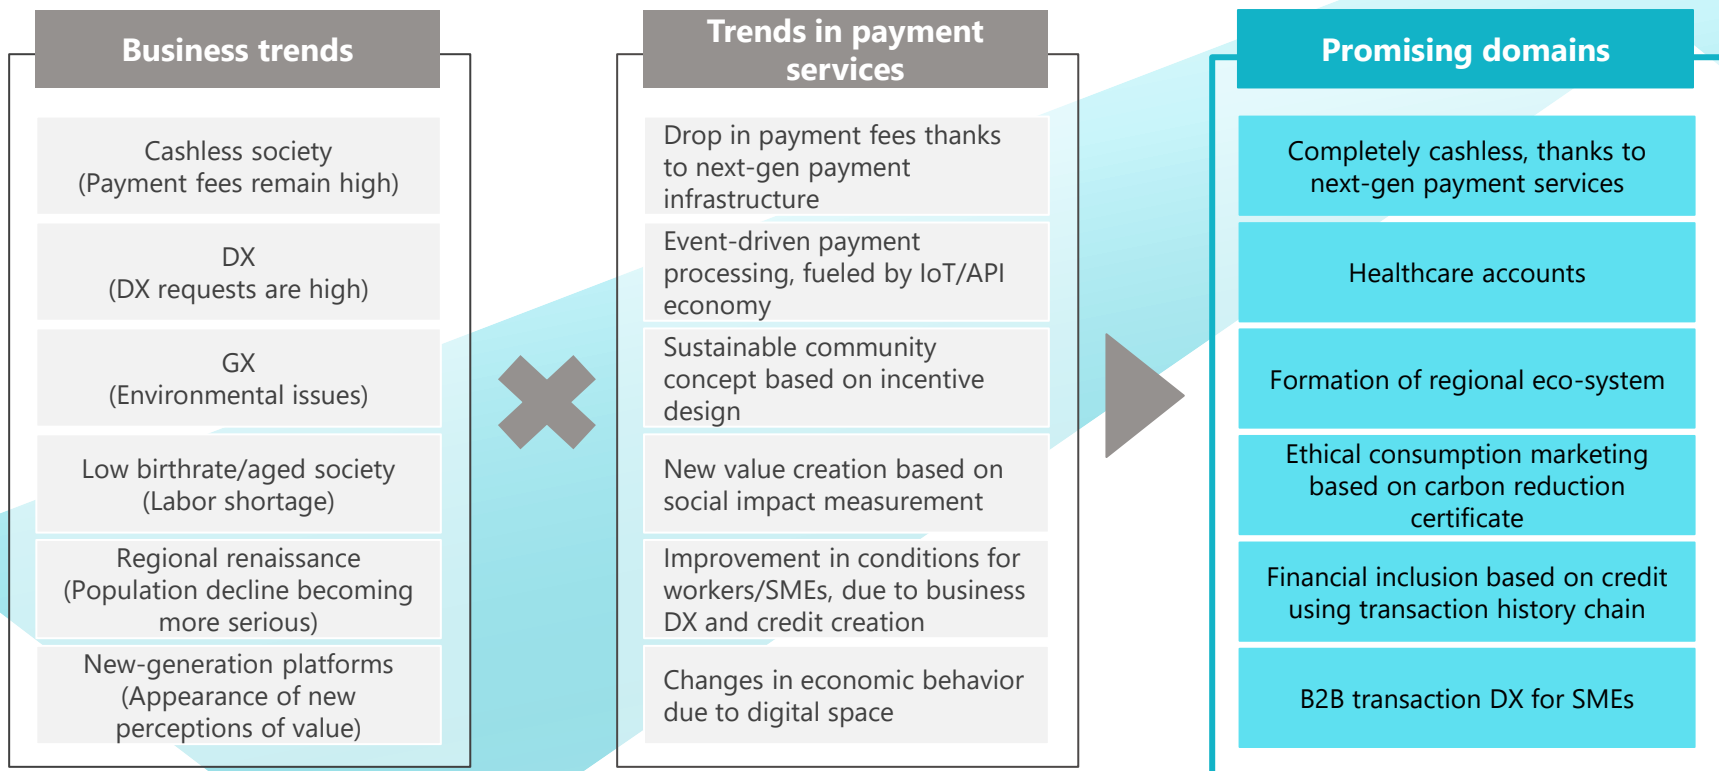 Business trends
Cashless society
(Payment fees remain high)
DX
(DX requests are high)
GX
(Environmental issues)
Low birthrate/aged society
(Labor shortage)
Regional renaissance
(Population decline becoming
more serious)
New-generation platforms
(Appearance of new
perceptions of value)
Trends in payment
services
Drop in payment fees thanks
to next-gen payment
infrastructure
Event-driven payment
processing, fueled by IoT/API
economy
Sustainable community
concept based on incentive
design
New value creation based on
social impact measurement
Improvement in conditions for
workers/SMEs, due to business
DX and credit creation
Changes in economic behavior
due to digital space
Promising domains
Completely cashless, thanks to
next-gen payment services
Healthcare accounts
Formation of regional eco-system
Ethical consumption marketing
based on carbon reduction
certificate
Financial inclusion based on credit
using transaction history chain
B2B transaction DX for SMEs